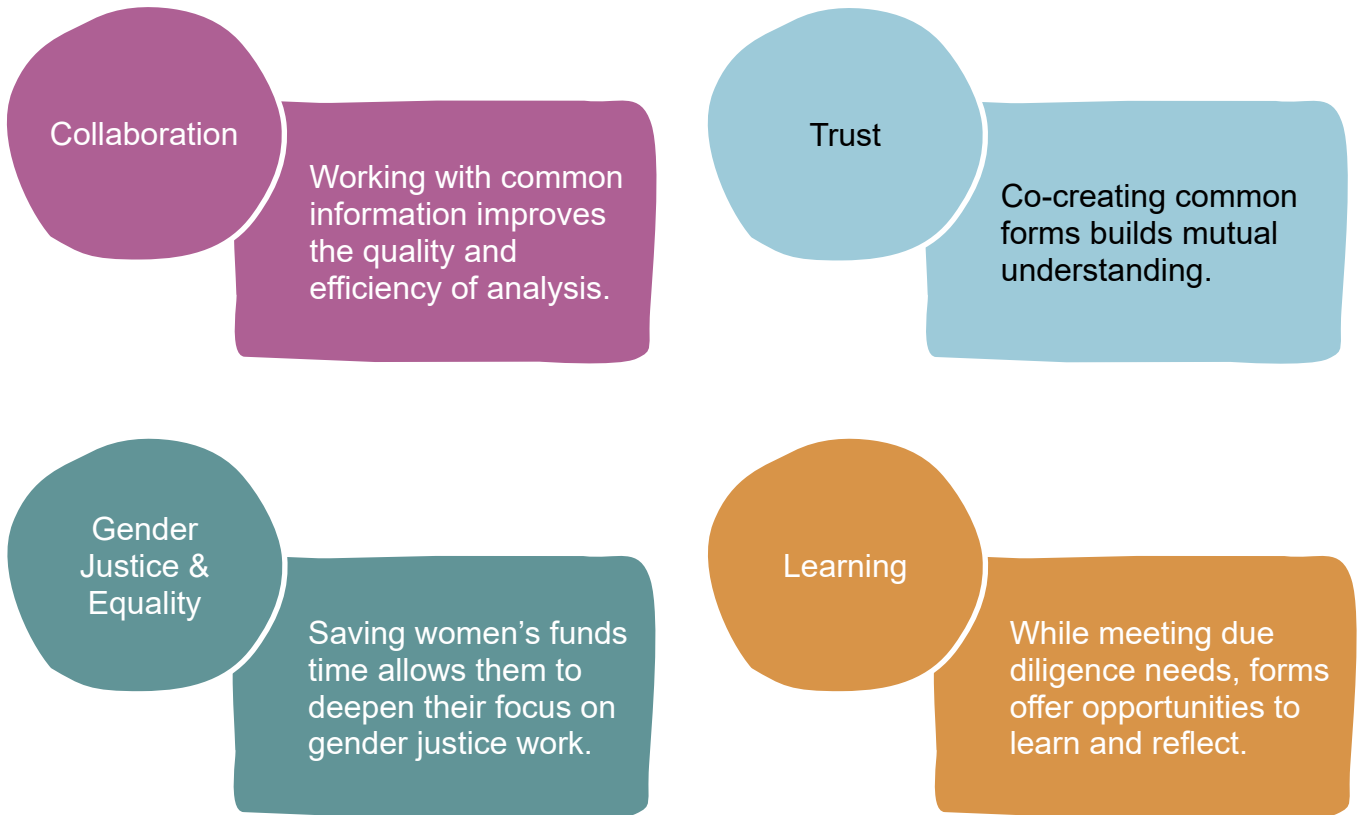 Collaboration
Working with common
information improves
the quality and
efficiency of analysis.
Trust
Co-creating common
forms builds mutual
understanding.
Gender
Justice &
Equality
Saving women’s funds
time allows them to
deepen their focus on
gender justice work.
Learning
While meeting due
diligence needs, forms
offer opportunities to
learn and reflect.